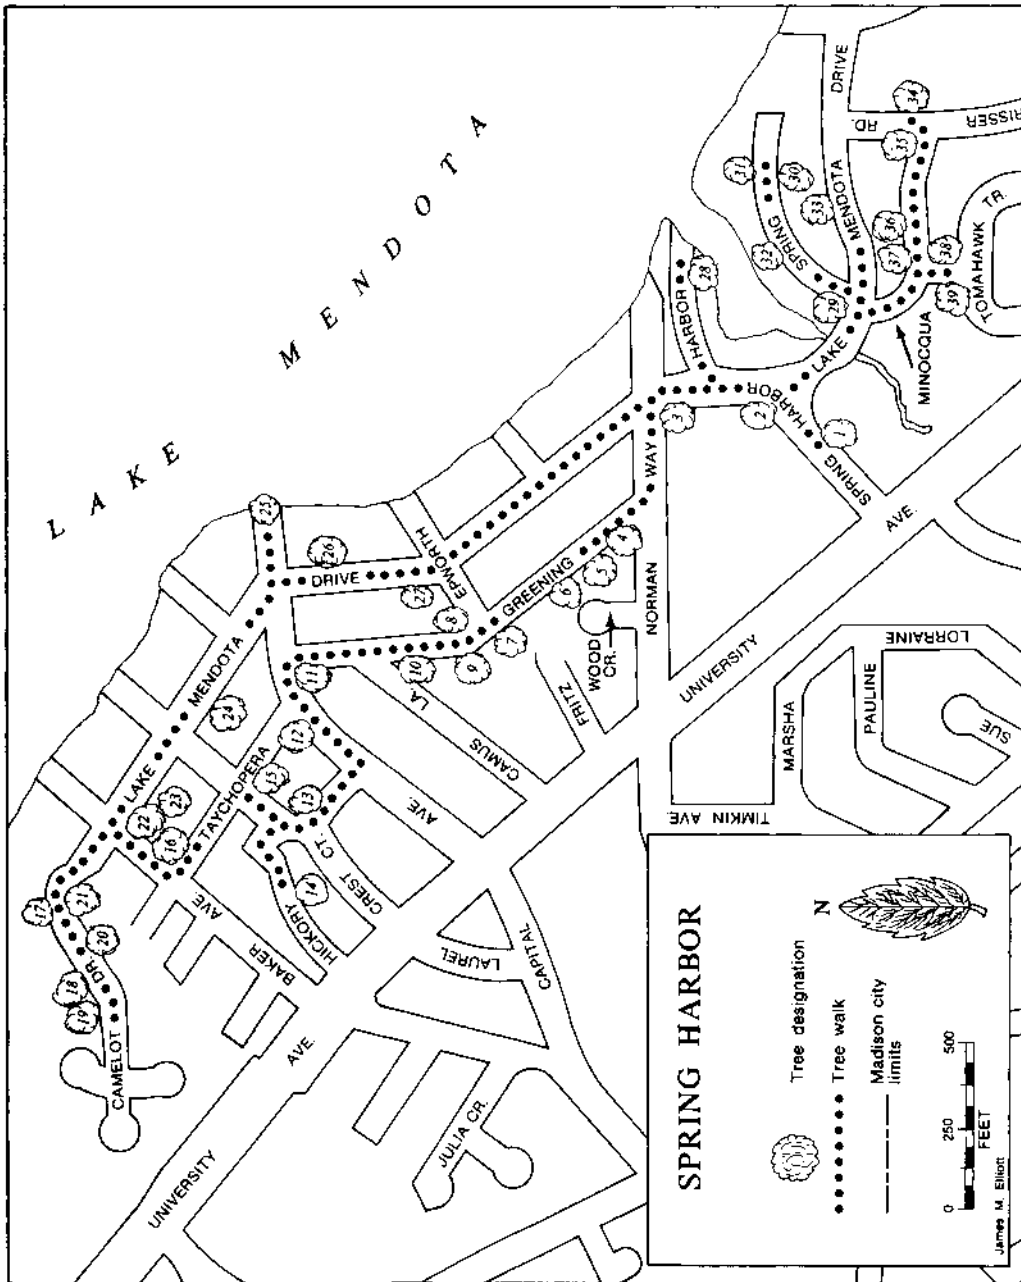 LAKE MENDOTA
DRIVE
RD.
RISSER
MENDOTA
SPRING
TR.
TOMAHAWK
MINOCQUA
LAKE
HARBOR
HARBOR
SPRING
AVE.
WAY
NORMAN
GREENING
WOOD CR.
FRITZ
EPWORTH
DRIVE
LA
CAMUS
UNIVERSITY
LORRAINE
PAULINE
SUE
MARSHA
TIMKIN AVE.
MENDOTA
LAKE
TAYCHOPERA
AVE.
CREST CT.
HICKORY
BAKER AVE.
LAUREL
CAPITAL
CAMELOT DR
AVE.
UNIVERSITY
JULIA CR.
1
2
3
4
5
6
7
8
9
10
11
12
13
14
15
16
17
18
19
20
21
22
23
24
25
26
27
28
29
30
31
32
33
34
35
36
37
38
39
SPRING HARBOR
N
Tree designation
Tree walk
Madison city
limits
0 250 500
FEET
James M. Elliott